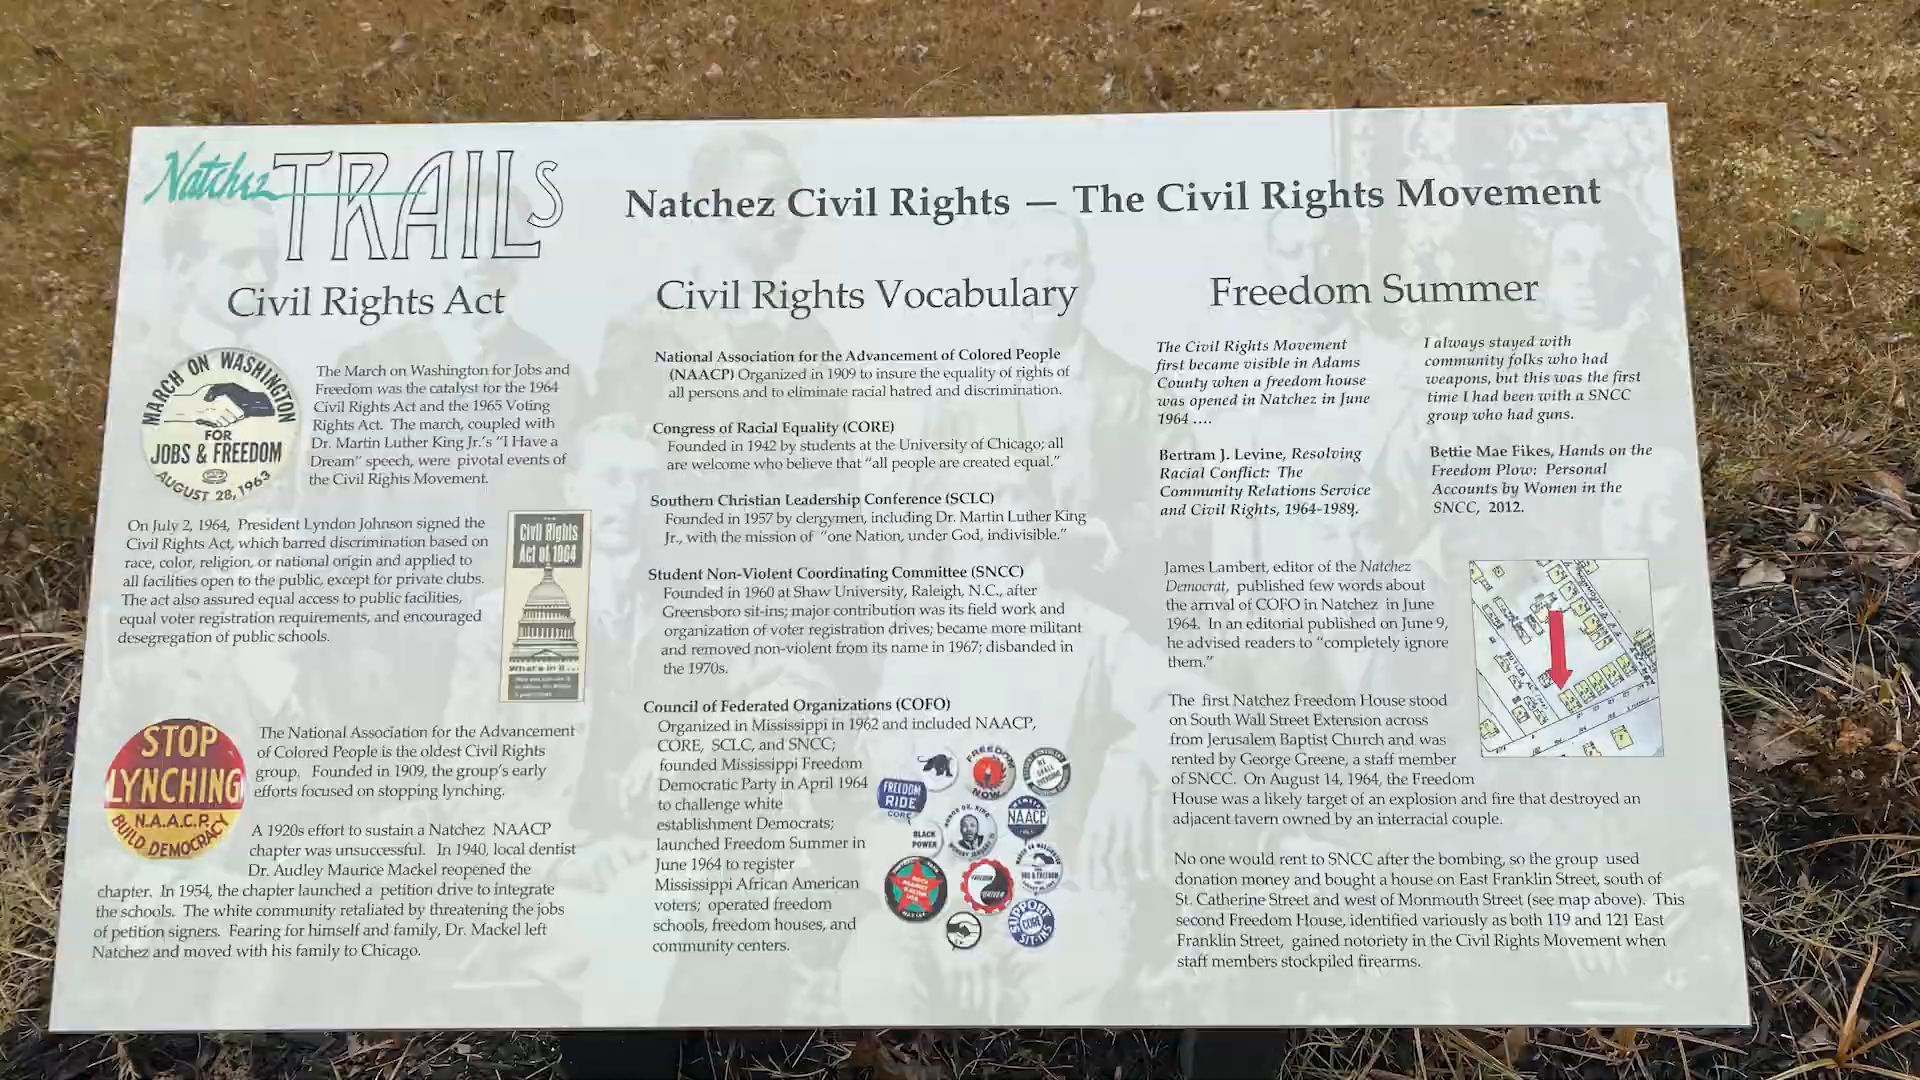 Natchez TRAILS
Natchez Civil Rights — The Civil Rights Movement
Civil Rights Act
MARCH ON WASHINGTON
FOR
JOBS & FREEDOM
AUGUST 28, 1963
The March on Washington for Jobs and
Freedom was the catalyst for the 1964
Civil Rights Act and the 1965 Voting
Rights Act. The march, coupled with
Dr. Martin Luther King Jr.'s "I Have a
Dream" speech, were pivotal events of
the Civil Rights Movement.
On July 2, 1964, President Lyndon Johnson signed the
Civil Rights Act, which barred discrimination based on
race, color, religion, or national origin and applied to
all facilities open to the public, except for private clubs.
The act also assured equal access to public facilities,
equal voter registration requirements, and encouraged
desegregation of public schools.
Civil Rights
Act of 1964
What's in it...
STOP
LYNCHING
N.A.A.C.P.
BUILD DEMOCRACY
The National Association for the Advancement
of Colored People is the oldest Civil Rights
group. Founded in 1909, the group's early
efforts focused on stopping lynching.
A 1920s effort to sustain a Natchez NAACP
chapter was unsuccessful. In 1940, local dentist
Dr. Audley Maurice Mackel reopened the
chapter. In 1954, the chapter launched a petition drive to integrate
the schools. The white community retaliated by threatening the jobs
of petition signers. Fearing for himself and family, Dr. Mackel left
Natchez and moved with his family to Chicago.
Civil Rights Vocabulary
National Association for the Advancement of Colored People
(NAACP) Organized in 1909 to insure the equality of rights of
all persons and to eliminate racial hatred and discrimination.
Congress of Racial Equality (CORE)
Founded in 1942 by students at the University of Chicago; all
are welcome who believe that "all people are created equal."
Southern Christian Leadership Conference (SCLC)
Founded in 1957 by clergymen, including Dr. Martin Luther King
Jr., with the mission of "one Nation, under God, indivisible."
Student Non-Violent Coordinating Committee (SNCC)
Founded in 1960 at Shaw University, Raleigh, N.C., after
Greensboro sit-ins; major contribution was its field work and
organization of voter registration drives; became more militant
and removed non-violent from its name in 1967; disbanded in
the 1970s.
Council of Federated Organizations (COFO)
Organized in Mississippi in 1962 and included NAACP,
CORE, SCLC, and SNCC;
founded Mississippi Freedom
Democratic Party in April 1964
to challenge white
establishment Democrats;
launched Freedom Summer in
June 1964 to register
Mississippi African American
voters; operated freedom
schools, freedom houses, and
community centers.
FREEDOM
NOW
WE
SHALL
OVERCOME
FREEDOM
RIDE
CORE
NAACP
BLACK
POWER
SUPPORT
CORE
SIT-INS
Freedom Summer
The Civil Rights Movement
first became visible in Adams
County when a freedom house
was opened in Natchez in June
1964 ....
Bertram J. Levine, Resolving
Racial Conflict: The
Community Relations Service
and Civil Rights, 1964-1989.
I always stayed with
community folks who had
weapons, but this was the first
time I had been with a SNCC
group who had guns.
Bettie Mae Fikes, Hands on the
Freedom Plow: Personal
Accounts by Women in the
SNCC, 2012.
James Lambert, editor of the Natchez
Democrat, published few words about
the arrival of COFO in Natchez in June
1964. In an editorial published on June 9,
he advised readers to "completely ignore
them."
The first Natchez Freedom House stood
on South Wall Street Extension across
from Jerusalem Baptist Church and was
rented by George Greene, a staff member
of SNCC. On August 14, 1964, the Freedom
House was a likely target of an explosion and fire that destroyed an
adjacent tavern owned by an interracial couple.
No one would rent to SNCC after the bombing, so the group used
donation money and bought a house on East Franklin Street, south of
St. Catherine Street and west of Monmouth Street (see map above). This
second Freedom House, identified variously as both 119 and 121 East
Franklin Street, gained notoriety in the Civil Rights Movement when
staff members stockpiled firearms.